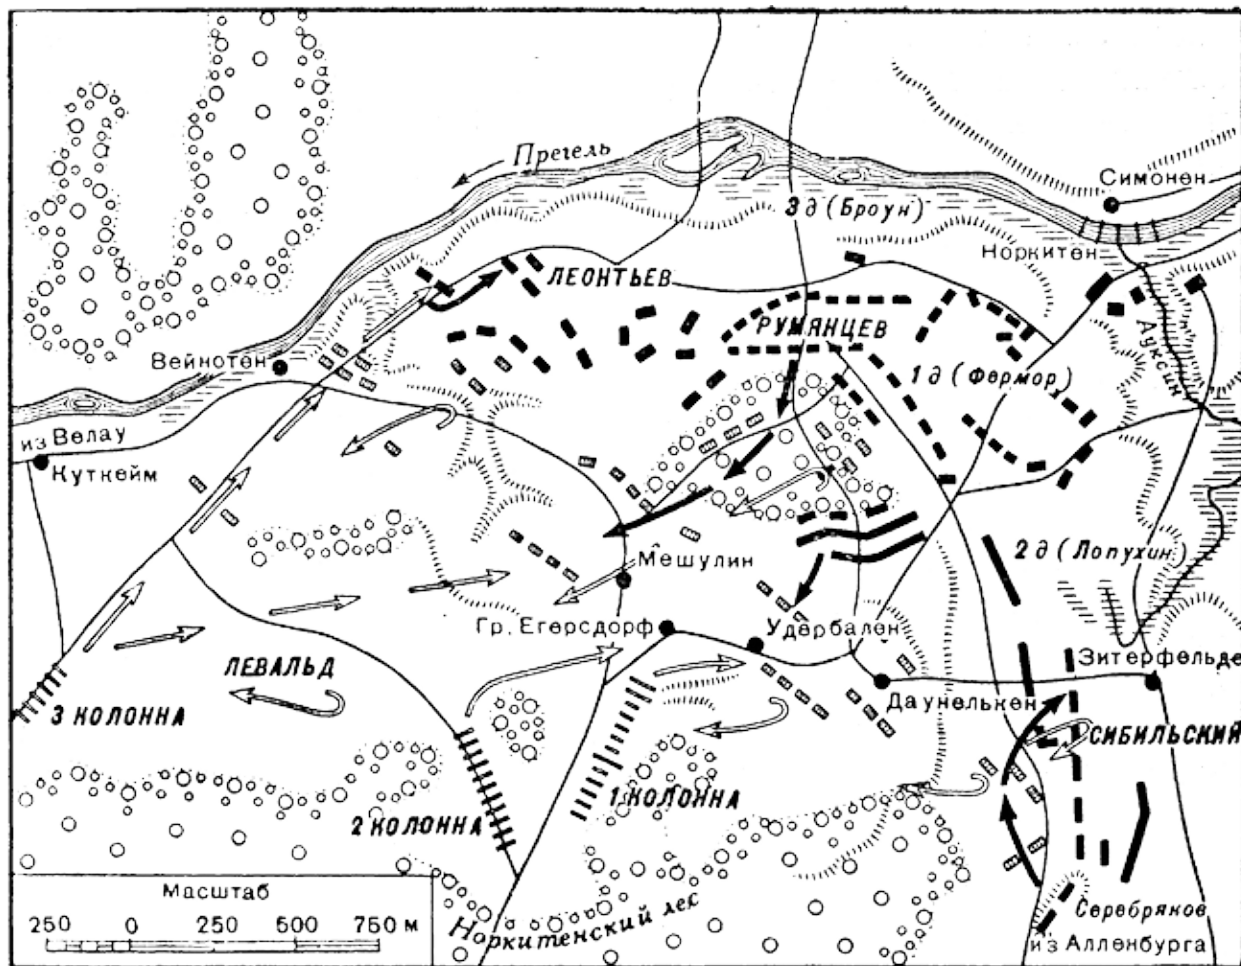 Прегель
Симонен
3 д (Броун)
Норкитен
ЛЕОНТЬЕВ
РУМЯНЦЕВ
Ауксин
Вейнотен
1 д (Фермор)
из Велау
Куткейм
2 д (Лопухин)
Мешулин
Гр. Егерсдорф
Удербален
Зитерфельде
ЛЕВАЛЬД
Даунелькен
3 КОЛОННА
СИБИЛЬСКИЙ
1 КОЛОННА
2 КОЛОННА
Масштаб
250 0 250 500 750 м
Норкитенский лес
Серебряков
из Алленбурга